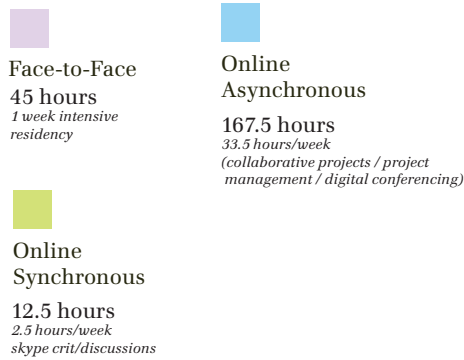 Face-to-Face
45 hours
1 week intensive
residency
Online
Asynchronous
167.5 hours
33.5 hours/week
(collaborative projects / project
management / digital conferencing)
Online
Synchronous
12.5 hours
2.5 hours/week
skype crit/discussions